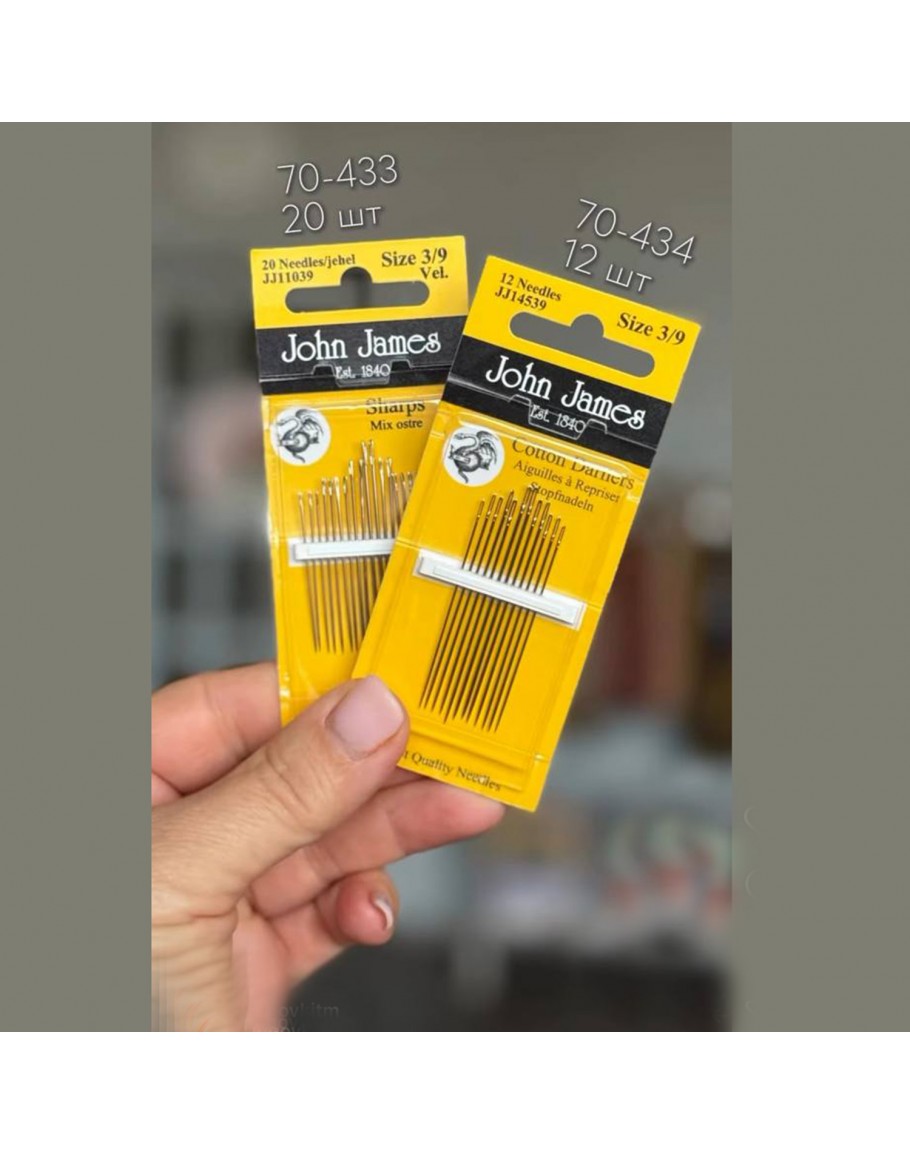 70-433
20 шт
70-434
12 шт
20 Needles/jehel
JJ11039
Size 3/9
Vel.
John James
Est. 1840
Sharps
Mix ostre
12 Needles
JJ14539
Size 3/9
John James
Est. 1840
Cotton Darners
Aiguilles à Repriser
Stopfnadeln
Quality Needles